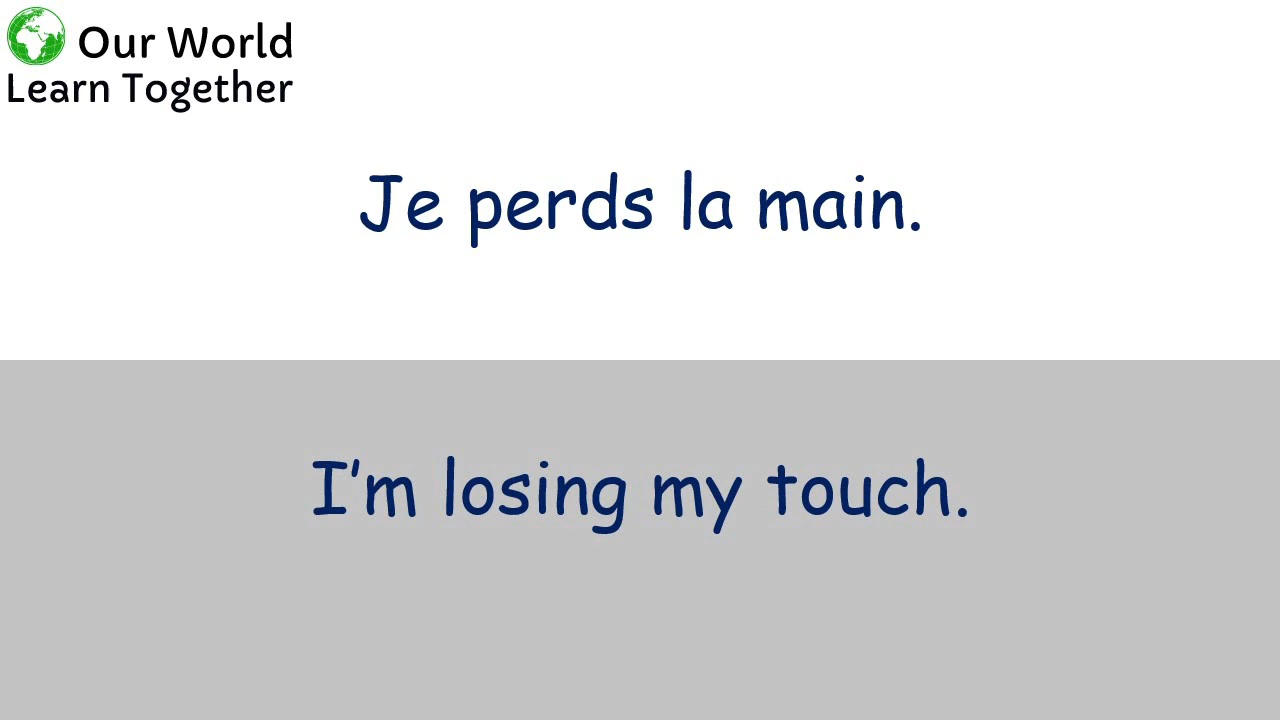 Our World
Learn Together
Je perds la main.
I’m losing my touch.